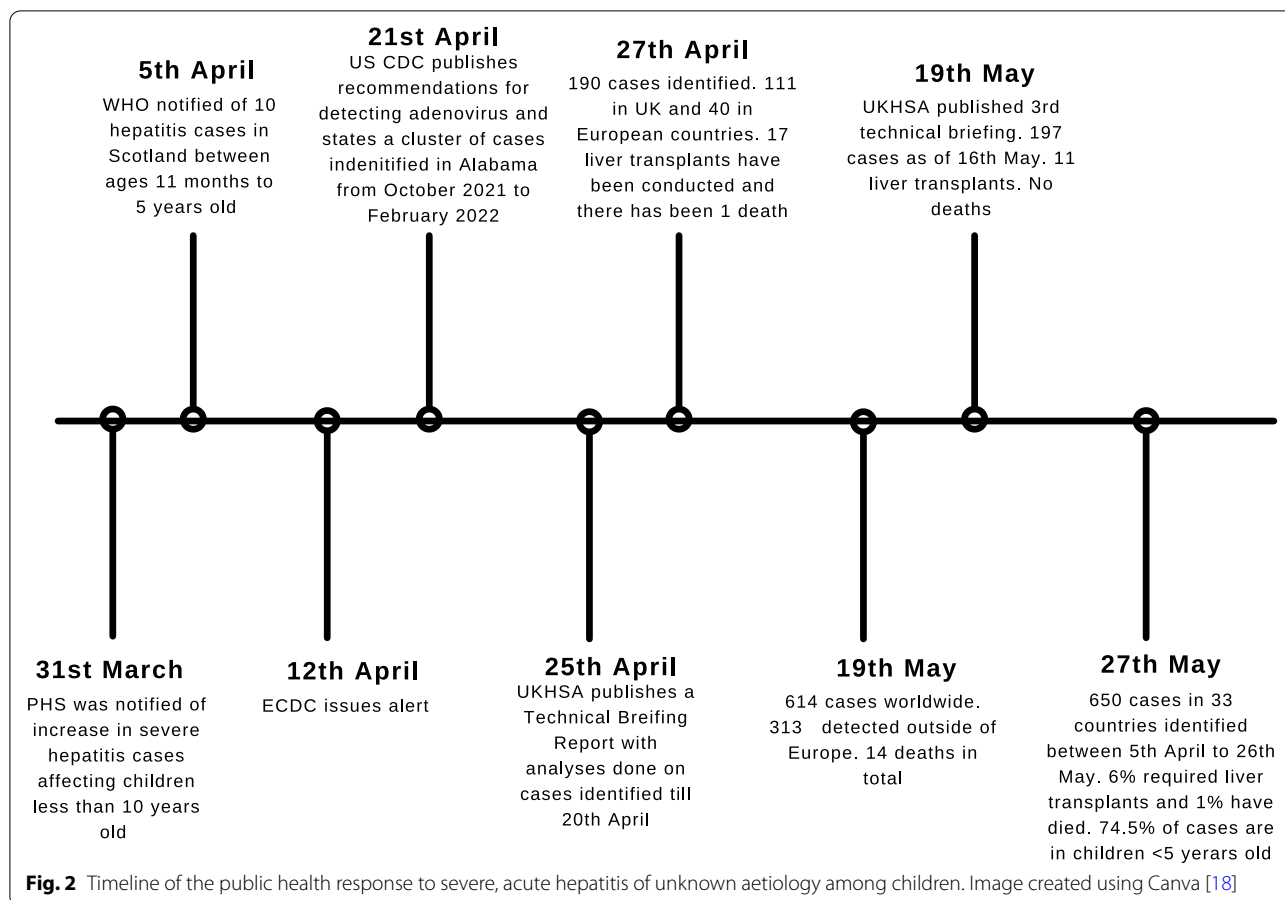 5th April
WHO notified of 10
hepatitis cases in
Scotland between
ages 11 months to
5 years old
21st April
US CDC publishes
recommendations for
detecting adenovirus and
states a cluster of cases
indenitified in Alabama
from October 2021 to
February 2022
27th April
190 cases identified. 111
in UK and 40 in
European countries. 17
liver transplants have
been conducted and
there has been 1 death
19th May
UKHSA published 3rd
technical briefing. 197
cases as of 16th May. 11
liver transplants. No
deaths
31st March
PHS was notified of
increase in severe
hepatitis cases
affecting children
less than 10 years
old
12th April
ECDC issues alert
25th April
UKHSA publishes a
Technical Breifing
Report with
analyses done on
cases identified till
20th April
19th May
614 cases worldwide.
313 detected outside of
Europe. 14 deaths in
total
27th May
650 cases in 33
countries identified
between 5th April to 26th
May. 6% required liver
transplants and 1% have
died. 74.5% of cases are
in children <5 yerars old
Fig. 2 Timeline of the public health response to severe, acute hepatitis of unknown aetiology among children. Image created using Canva [18]